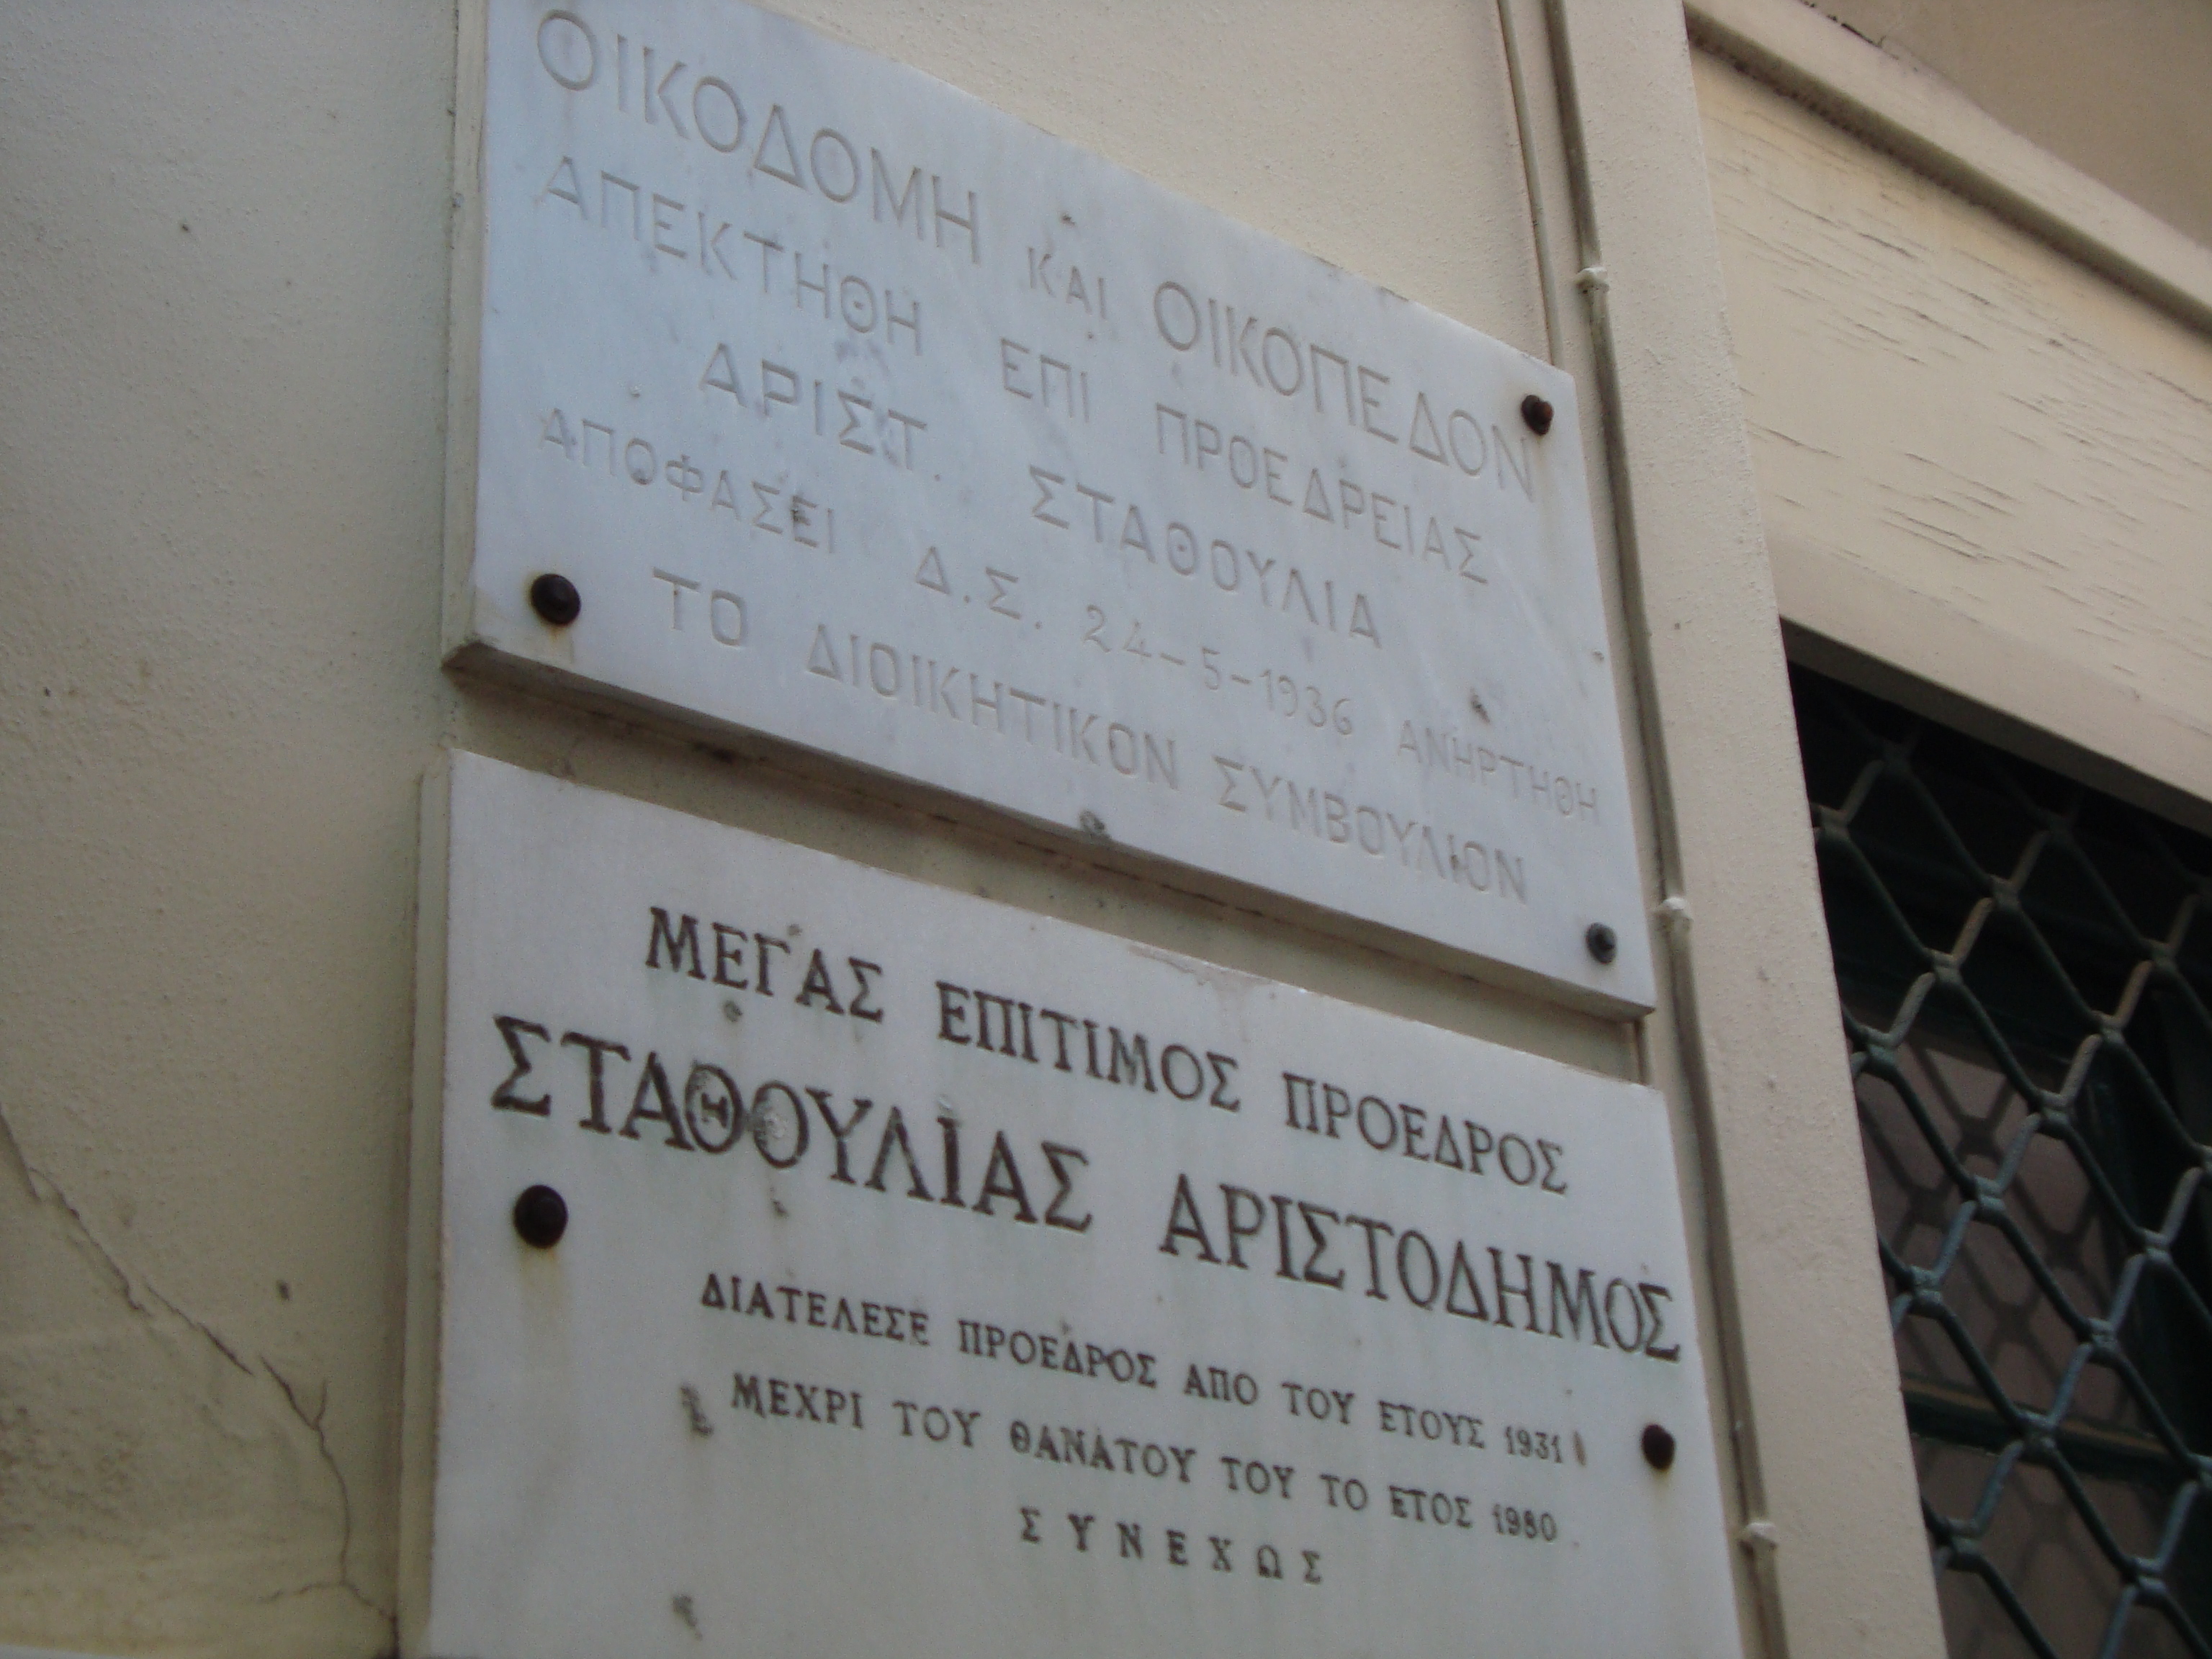 ΟΙΚΟΔΟΜΗ ΚΑΙ ΟΙΚΟΠΕΔΟΝ
ΑΠΕΚΤΗΘΗ ΕΠΙ ΠΡΟΕΔΡΕΙΑΣ
ΑΡΙΣΤ. ΣΤΑΘΟΥΛΙΑ
ΑΠΟΦΑΣΕΙ Δ.Σ. 24-5-1936 ΑΝΗΡΤΗΘΗ
ΤΟ ΔΙΟΙΚΗΤΙΚΟΝ ΣΥΜΒΟΥΛΙΟΝ
ΜΕΓΑΣ ΕΠΙΤΙΜΟΣ ΠΡΟΕΔΡΟΣ
ΣΤΑΘΟΥΛΙΑΣ ΑΡΙΣΤΟΔΗΜΟΣ
ΔΙΑΤΕΛΕΣΕ ΠΡΟΕΔΡΟΣ ΑΠΟ ΤΟΥ ΕΤΟΥΣ 1931
ΜΕΧΡΙ ΤΟΥ ΘΑΝΑΤΟΥ ΤΟΥ ΤΟ ΕΤΟΣ 1980
ΣΥΝΕΧΩΣ